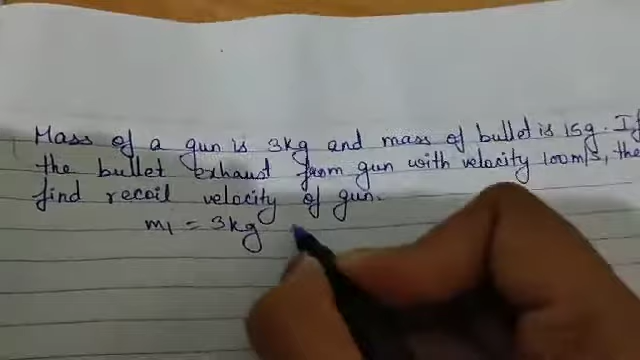 Mass of a gun is 3kg and mass of bullet is 15g. If
the bullet exhaust from gun with velocity 100m/s, the
find recoil velocity of gun.
m₁ = 3kg